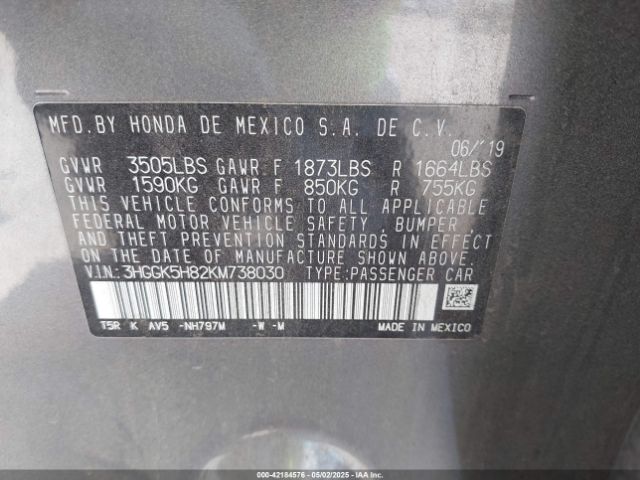 MFD.BY HONDA DE MEXICO S.A. DE C.V.
06/'19
GVWR 3505LBS GAWR F 1873LBS R 1664LBS
GVWR 1590KG GAWR F 850KG R 755KG
THIS VEHICLE CONFORMS TO ALL APPLICABLE
FEDERAL MOTOR VEHICLE SAFETY , BUMPER ,
AND THEFT PREVENTION STANDARDS IN EFFECT
ON THE DATE OF MANUFACTURE SHOWN ABOVE.
V.I.N.:3HGGK5H82KM738030 TYPE:PASSENGER CAR
T5R K AV5 -NH797M -W -M MADE IN MEXICO
000-42184576 | 05/02/2025 | IAAI.COM